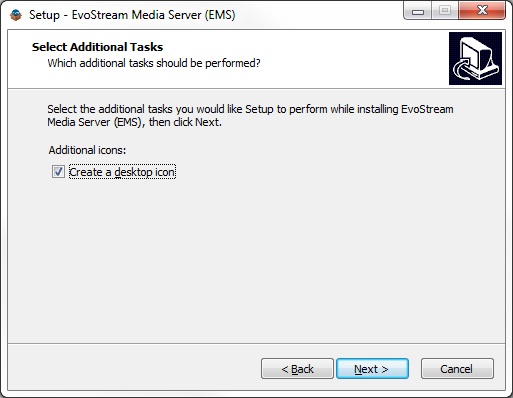 Setup - EvoStream Media Server (EMS)
Select Additional Tasks
Which additional tasks should be performed?
Select the additional tasks you would like Setup to perform while installing EvoStream
Media Server (EMS), then click Next.
Additional icons:
Create a desktop icon
< Back
Next >
Cancel